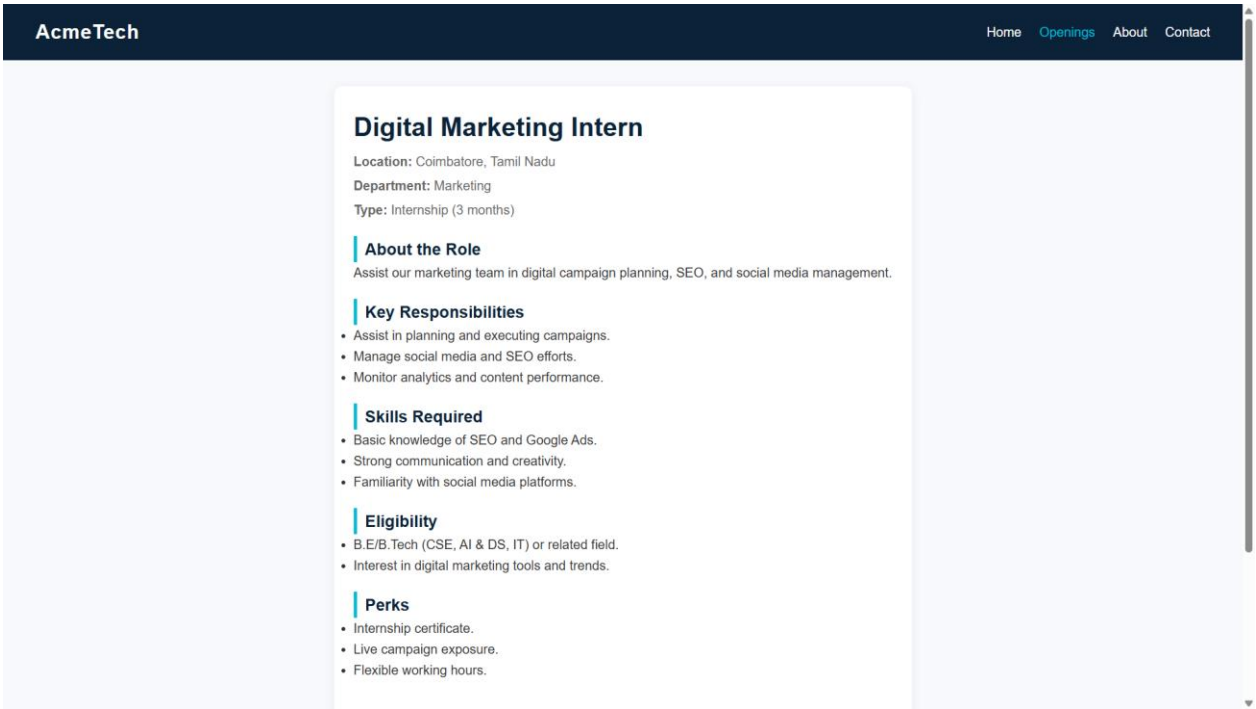 AcmeTech
Home Openings About Contact
Digital Marketing Intern
Location: Coimbatore, Tamil Nadu
Department: Marketing
Type: Internship (3 months)
About the Role
Assist our marketing team in digital campaign planning, SEO, and social media management.
Key Responsibilities
• Assist in planning and executing campaigns.
• Manage social media and SEO efforts.
• Monitor analytics and content performance.
Skills Required
• Basic knowledge of SEO and Google Ads.
• Strong communication and creativity.
• Familiarity with social media platforms.
Eligibility
• B.E/B.Tech (CSE, AI & DS, IT) or related field.
• Interest in digital marketing tools and trends.
Perks
• Internship certificate.
• Live campaign exposure.
• Flexible working hours.